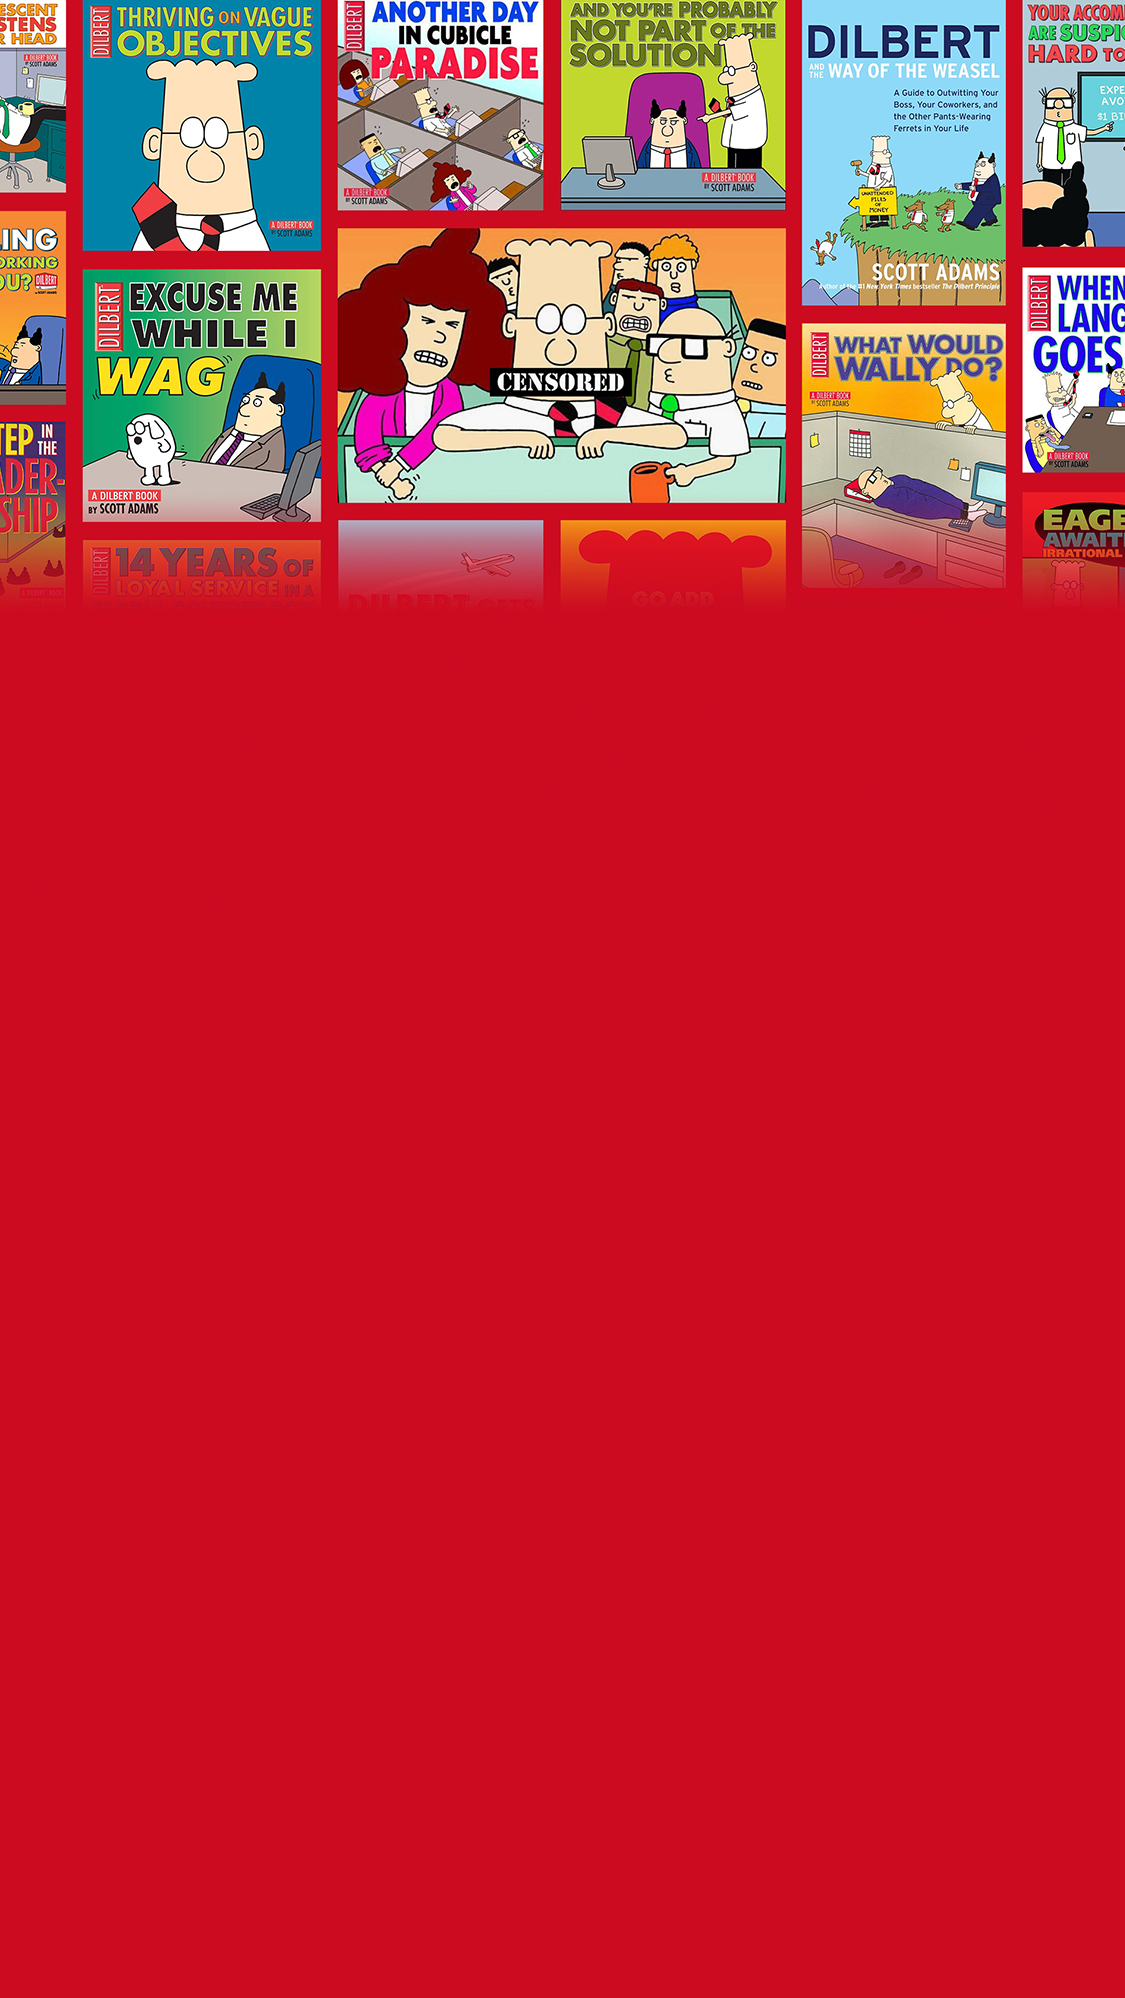 ESCENT
STENS
R HEAD
A DILBERT BOOK
BY SCOTT ADAMS
LING
ORKING
OU?
DILBERT
TEP IN
THE
ADER-
SHIP
DILBERT
THRIVING ON VAGUE
OBJECTIVES
A DILBERT BOOK
BY SCOTT ADAMS
DILBERT
EXCUSE ME
WHILE I
WAG
A DILBERT BOOK
BY SCOTT ADAMS
DILBERT
14 YEARS OF
LOYAL SERVICE IN A
DILBERT
ANOTHER DAY
IN CUBICLE
PARADISE
A DILBERT BOOK
BY SCOTT ADAMS
AND YOU'RE PROBABLY
NOT PART OF THE
SOLUTION
A DILBERT BOOK
BY SCOTT ADAMS
CENSORED
DILBERT GETS
GO ADD
DILBERT
AND THE WAY OF THE WEASEL
A Guide to Outwitting Your
Boss, Your Coworkers, and
the Other Pants-Wearing
Ferrets in Your Life
UNATTENDED
PILES
OF
MONEY
SCOTT ADAMS
Author of the #1 New York Times bestseller The Dilbert Principle
DILBERT
WHAT WOULD
WALLY DO?
A DILBERT BOOK
BY SCOTT ADAMS
YOUR ACCOM
ARE SUSPIC
HARD TO
EXPE
AVO
$1 BI
DILBERT
WHEN
LANG
GOES
A DILBERT BOOK
BY SCOTT ADAMS
EAGE
AWAIT
IRRATIONAL